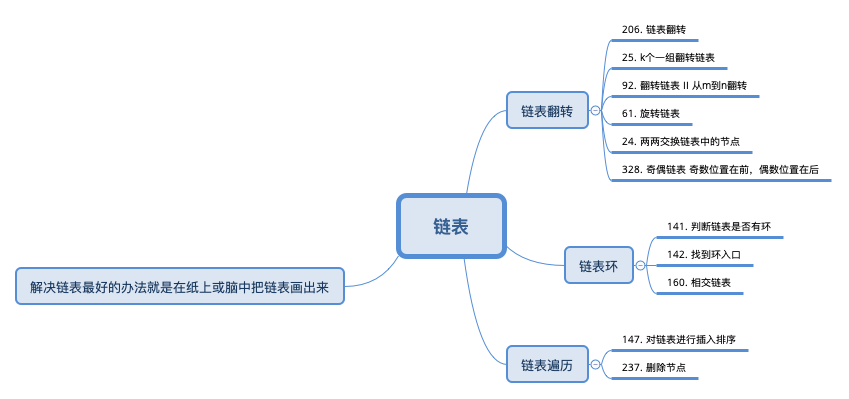 206. 链表翻转
25. k个一组翻转链表
92. 翻转链表 II 从m到n翻转
链表翻转
61. 旋转链表
24. 两两交换链表中的节点
328. 奇偶链表 奇数位置在前，偶数位置在后
链表
141. 判断链表是否有环
链表环
142. 找到环入口
160. 相交链表
解决链表最好的办法就是在纸上或脑中把链表画出来
147. 对链表进行插入排序
链表遍历
237. 删除节点